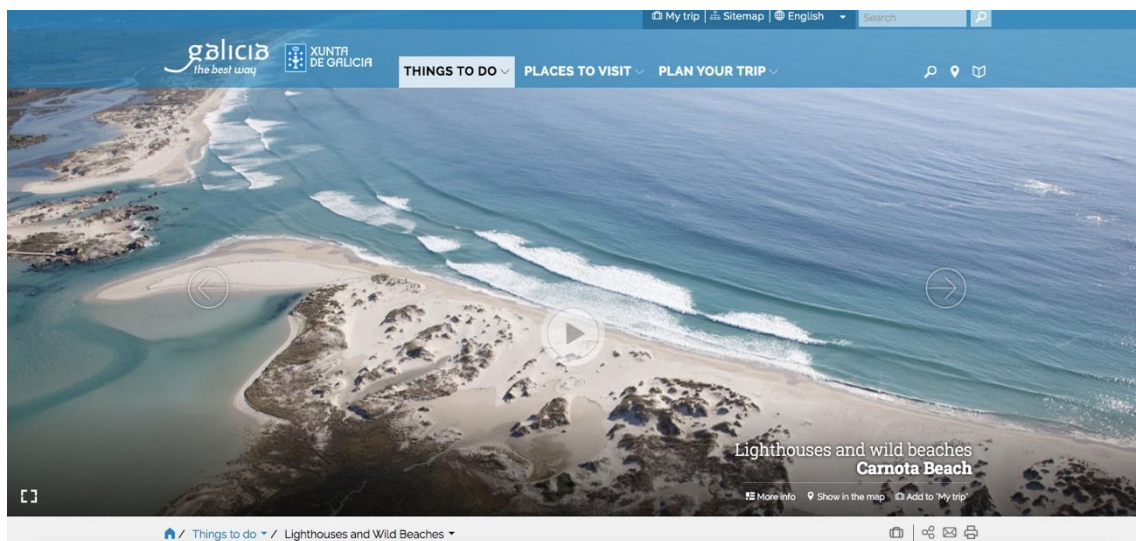 My trip | Sitemap | English Search
galicia
the best way
XUNTA
DE GALICIA
THINGS TO DO PLACES TO VISIT PLAN YOUR TRIP
Lighthouses and wild beaches
Carnota Beach
More info Show in the map Add to 'My trip'
/ Things to do / Lighthouses and Wild Beaches